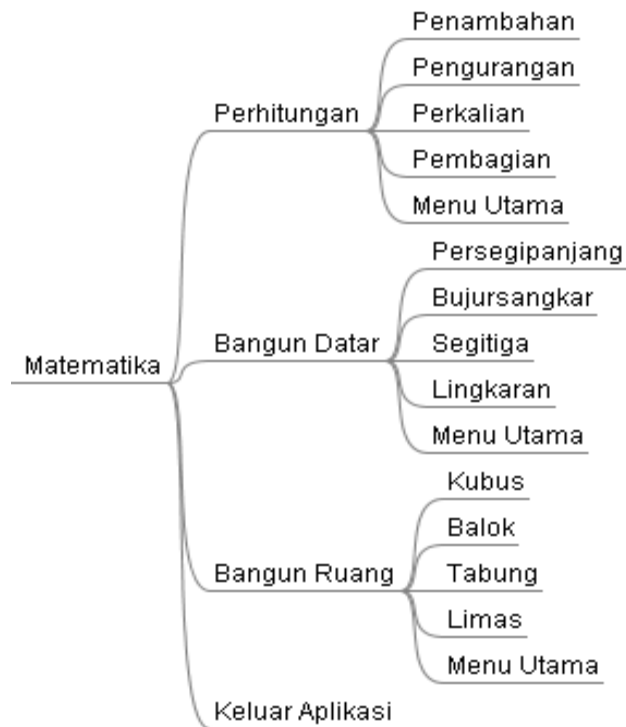 Matematika
Perhitungan
Penambahan
Pengurangan
Perkalian
Pembagian
Menu Utama
Bangun Datar
Persegipanjang
Bujursangkar
Segitiga
Lingkaran
Menu Utama
Bangun Ruang
Kubus
Balok
Tabung
Limas
Menu Utama
Keluar Aplikasi